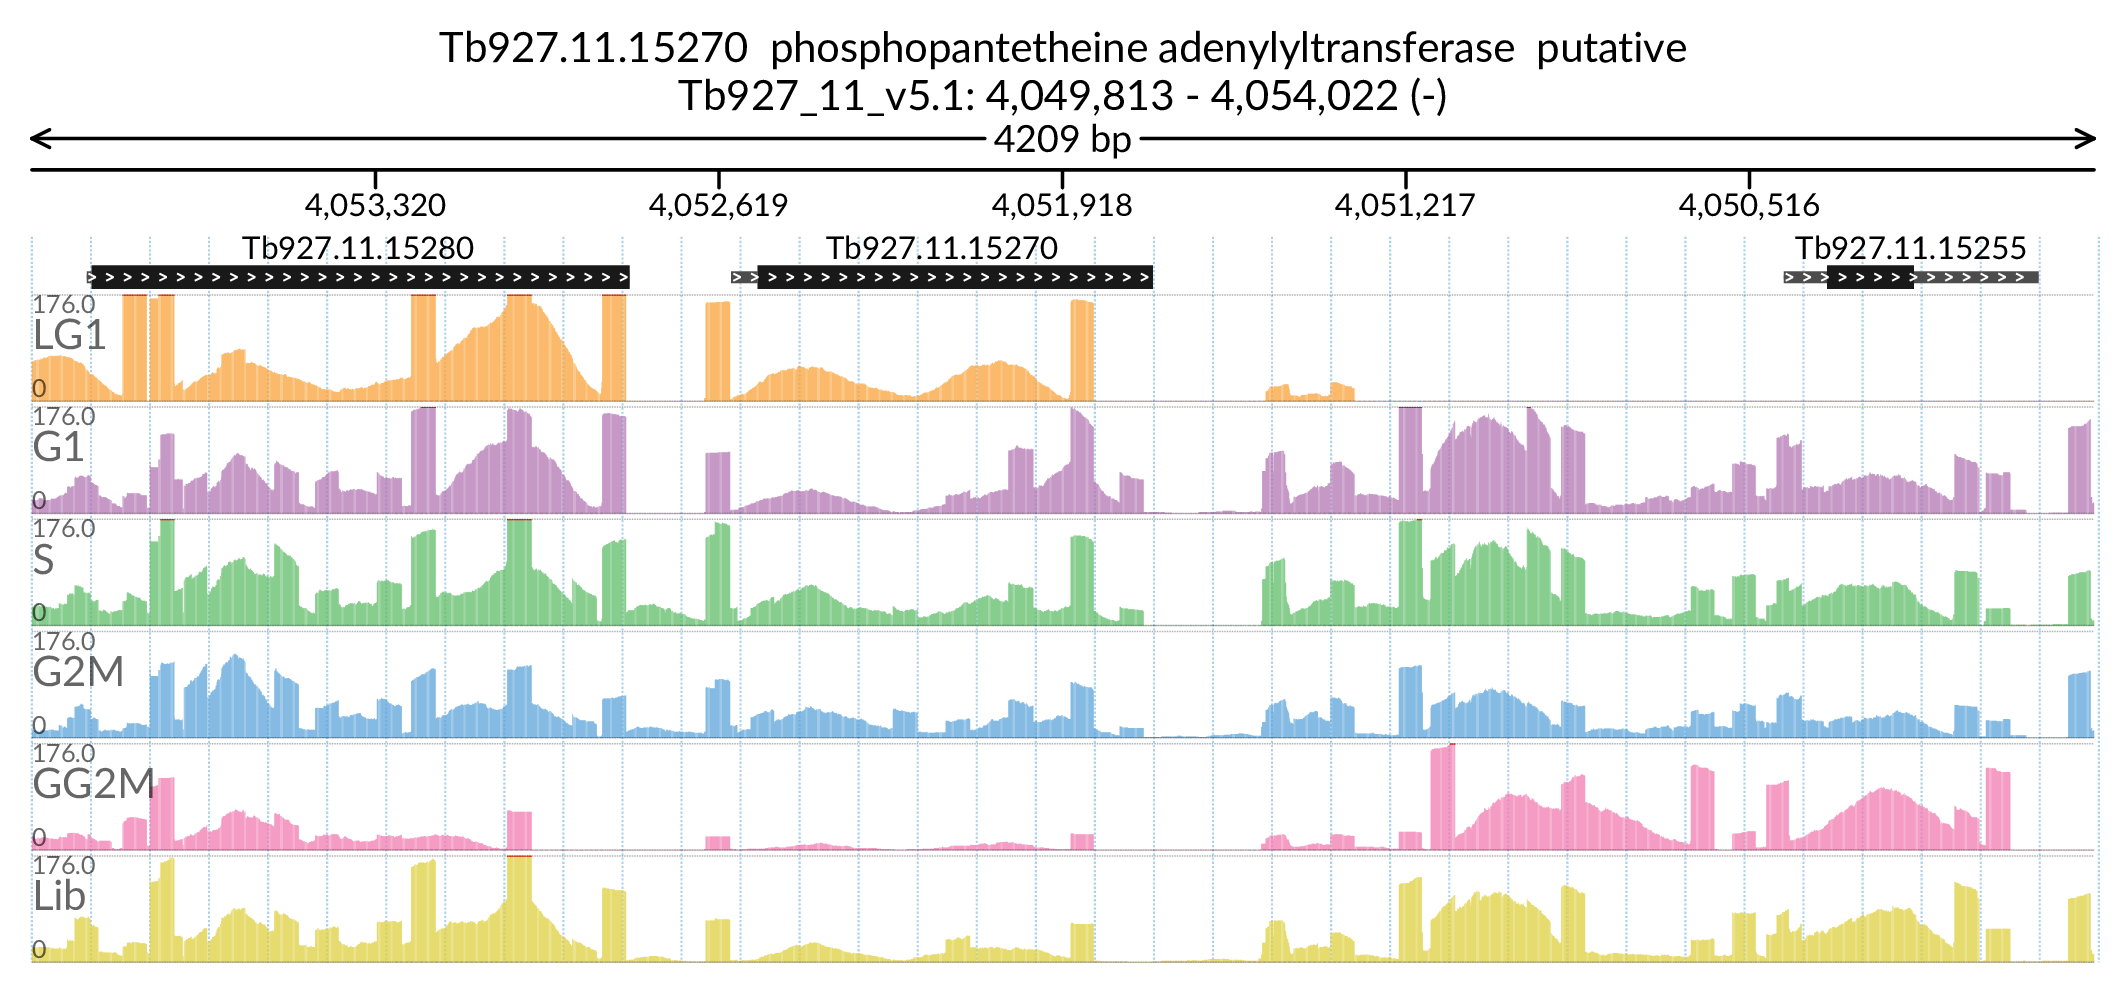 Tb927.11.15270  phosphopantetheine adenylyltransferase  putative
Tb927_11_v5.1: 4,049,813 - 4,054,022 (-)
4209 bp
4,053,320 4,052,619 4,051,918 4,051,217 4,050,516
Tb927.11.15280 Tb927.11.15270 Tb927.11.15255
176.0
LG1
0
176.0
G1
0
176.0
S
0
176.0
G2M
0
176.0
GG2M
0
176.0
Lib
0